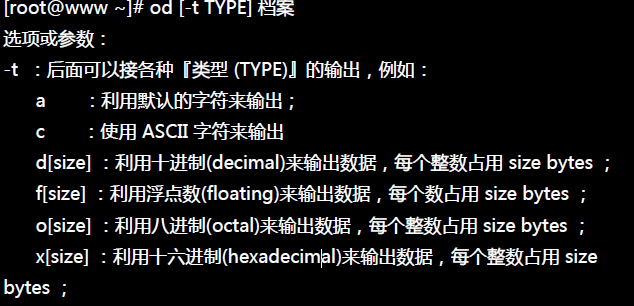 [root@www ~]# od [-t TYPE] 档案
选项或参数：
-t ：后面可以接各种『类型 (TYPE)』的输出，例如：
a ：利用默认的字符来输出；
c ：使用 ASCII 字符来输出
d[size] ：利用十进制(decimal)来输出数据，每个整数占用 size bytes ；
f[size] ：利用浮点数(floating)来输出数据，每个数占用 size bytes ；
o[size] ：利用八进制(octal)来输出数据，每个整数占用 size bytes ；
x[size] ：利用十六进制(hexadecimal)来输出数据，每个整数占用 size
bytes ；